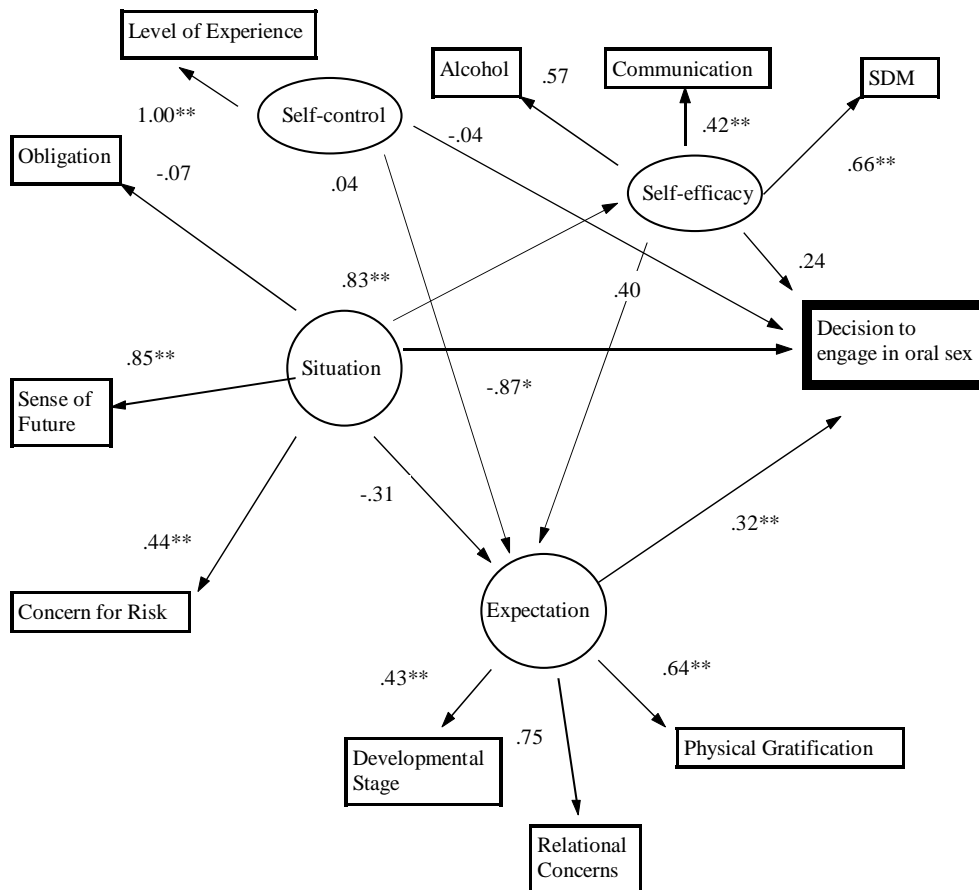 Level of Experience
Alcohol
.57
Communication
SDM
1.00**
Self-control
-.04
.42**
Obligation
-.07
.04
.66**
Self-efficacy
.83**
.40
.24
Decision to
engage in oral sex
.85**
Situation
-.87*
Sense of
Future
-.31
.44**
.32**
Concern for Risk
Expectation
.43**
.64**
.75
Developmental
Stage
Physical Gratification
Relational
Concerns